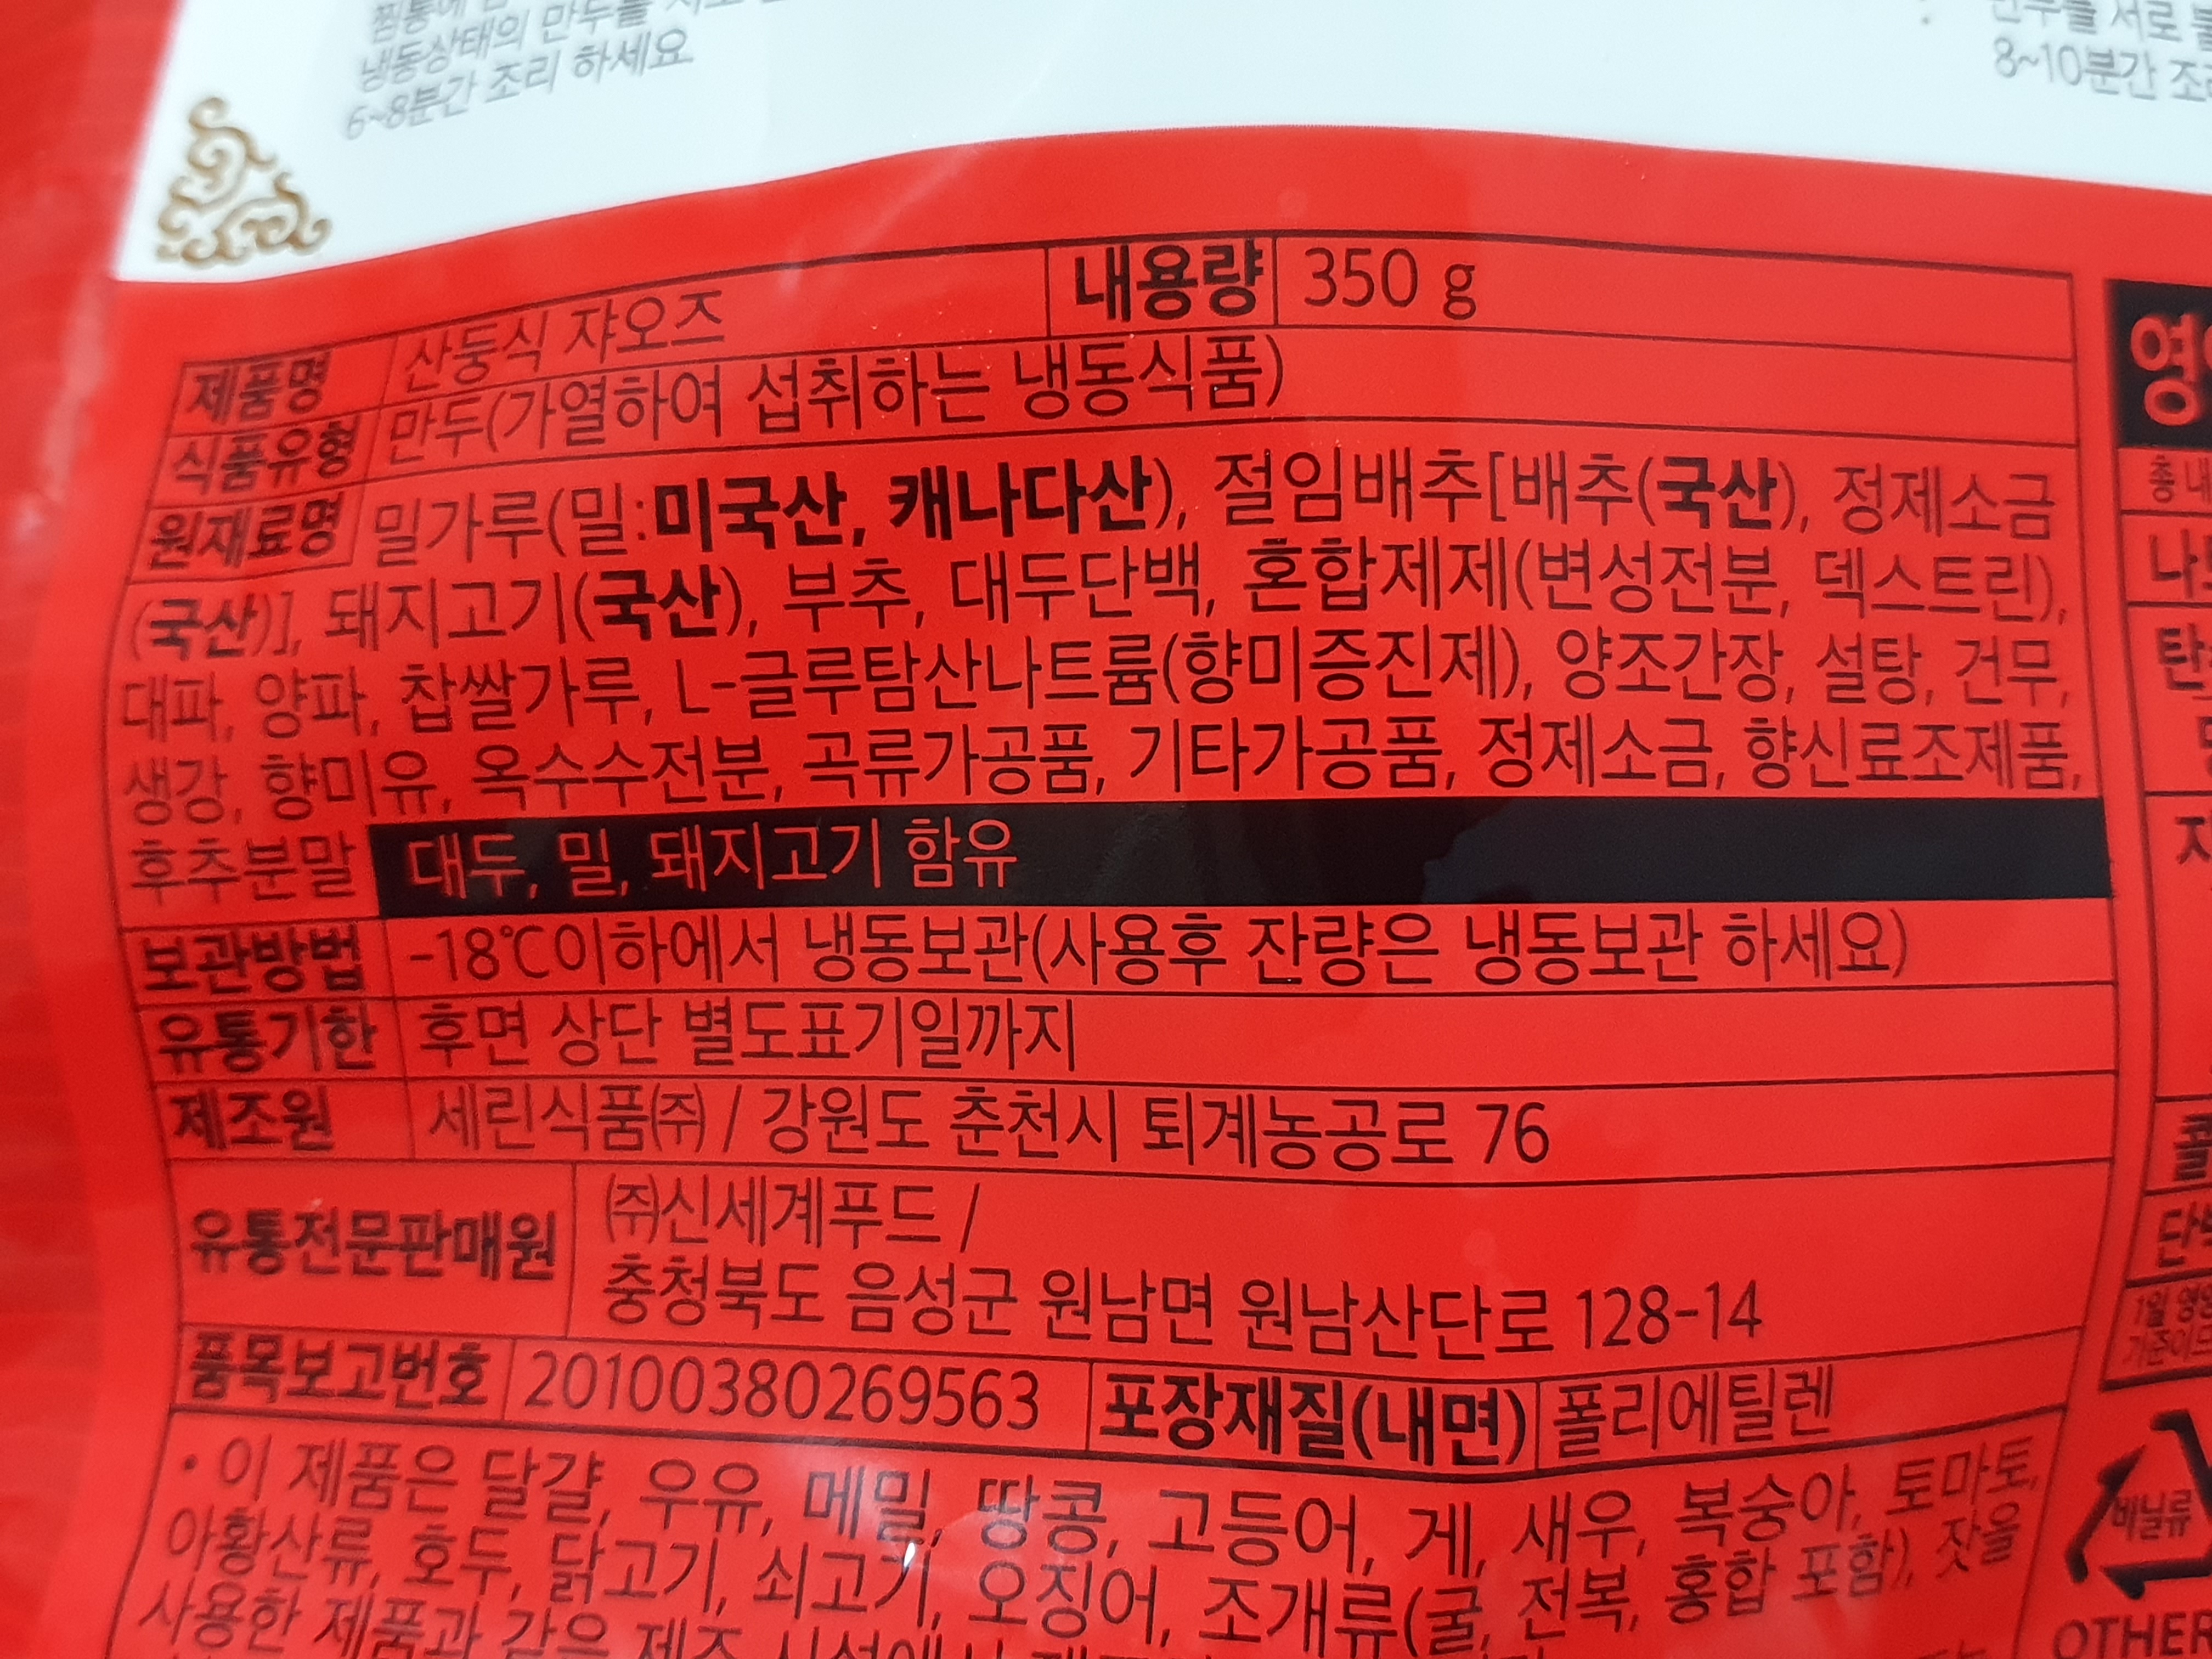 냉동상태의 만두를
6~8분간 조리 하세요
만두를 서로
8~10분간
제품명 산둥식 쟈오즈 내용량 350 g
식품유형 만두(가열하여 섭취하는 냉동식품)
원재료명 밀가루(밀:미국산, 캐나다산), 절임배추[배추(국산), 정제소금
(국산)], 돼지고기(국산), 부추, 대두단백, 혼합제제(변성전분, 덱스트린),
대파, 양파, 찹쌀가루, L-글루탐산나트륨(향미증진제), 양조간장, 설탕, 건무,
생강, 향미유, 옥수수전분, 곡류가공품, 기타가공품, 정제소금, 향신료조제품,
후추분말 대두, 밀, 돼지고기 함유
보관방법 -18℃이하에서 냉동보관(사용후 잔량은 냉동보관 하세요)
유통기한 후면 상단 별도표기일까지
제조원 세린식품㈜ / 강원도 춘천시 퇴계농공로 76
유통전문판매원 ㈜신세계푸드 /
충청북도 음성군 원남면 원남산단로 128-14
품목보고번호 20100380269563 포장재질(내면) 폴리에틸렌
• 이 제품은 달걀, 우유, 메밀, 땅콩, 고등어, 게, 새우, 복숭아, 토마토,
아황산류, 호두, 닭고기, 쇠고기, 오징어, 조개류(굴, 전복, 홍합 포함), 잣을
사용한 제품과 같은 제조
비닐류
OTHER